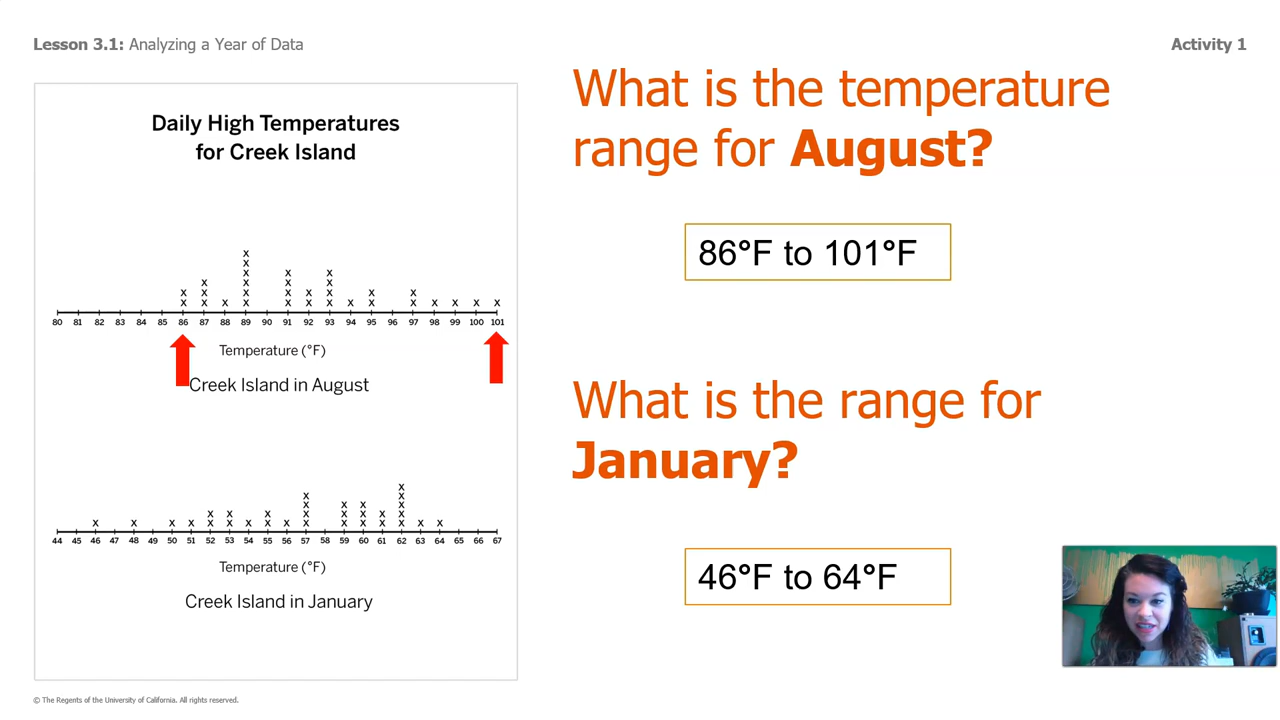 Lesson 3.1: Analyzing a Year of Data
Activity 1
Daily High Temperatures
for Creek Island
x x x x x x x x x x x x x x x x x x x x x x x x x x x x x x x
80 81 82 83 84 85 86 87 88 89 90 91 92 93 94 95 96 97 98 99 100 101
Temperature (°F)
Creek Island in August
x x x x x x x x x x x x x x x x x x x x x x x x x x x x x x x
44 45 46 47 48 49 50 51 52 53 54 55 56 57 58 59 60 61 62 63 64 65 66 67
Temperature (°F)
Creek Island in January
What is the temperature
range for August?
86°F to 101°F
What is the range for
January?
46°F to 64°F
© The Regents of the University of California. All rights reserved.